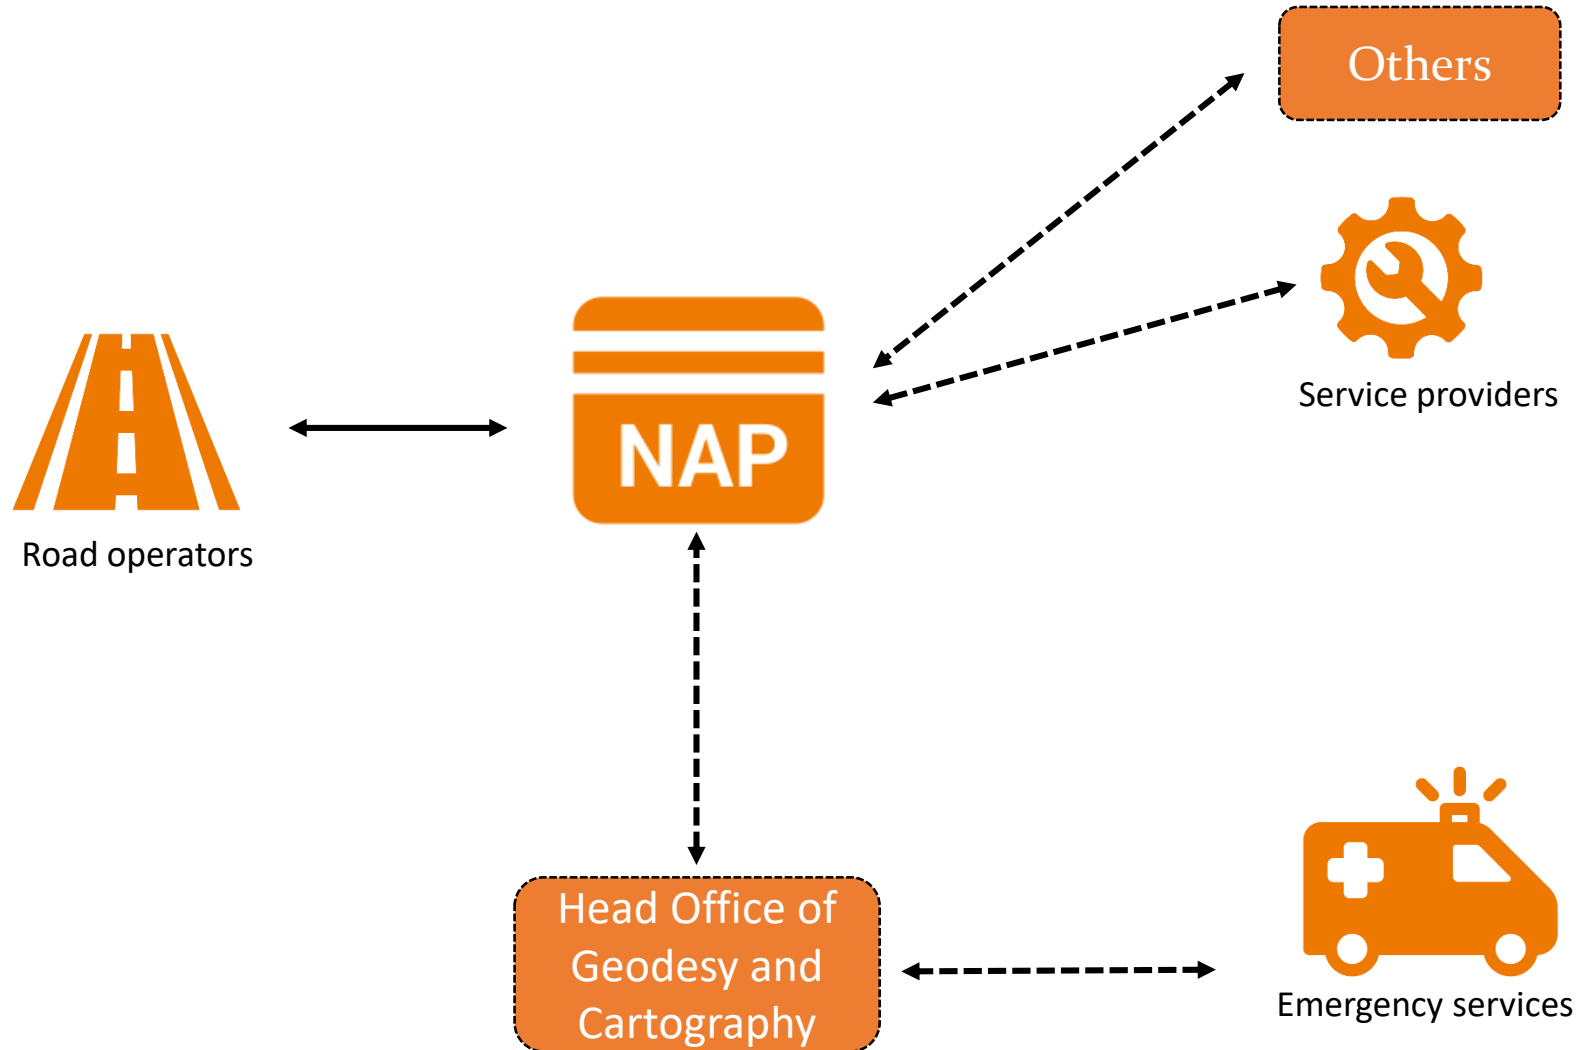 Others
Service providers
NAP
Road operators
Head Office of
Geodesy and
Cartography
Emergency services